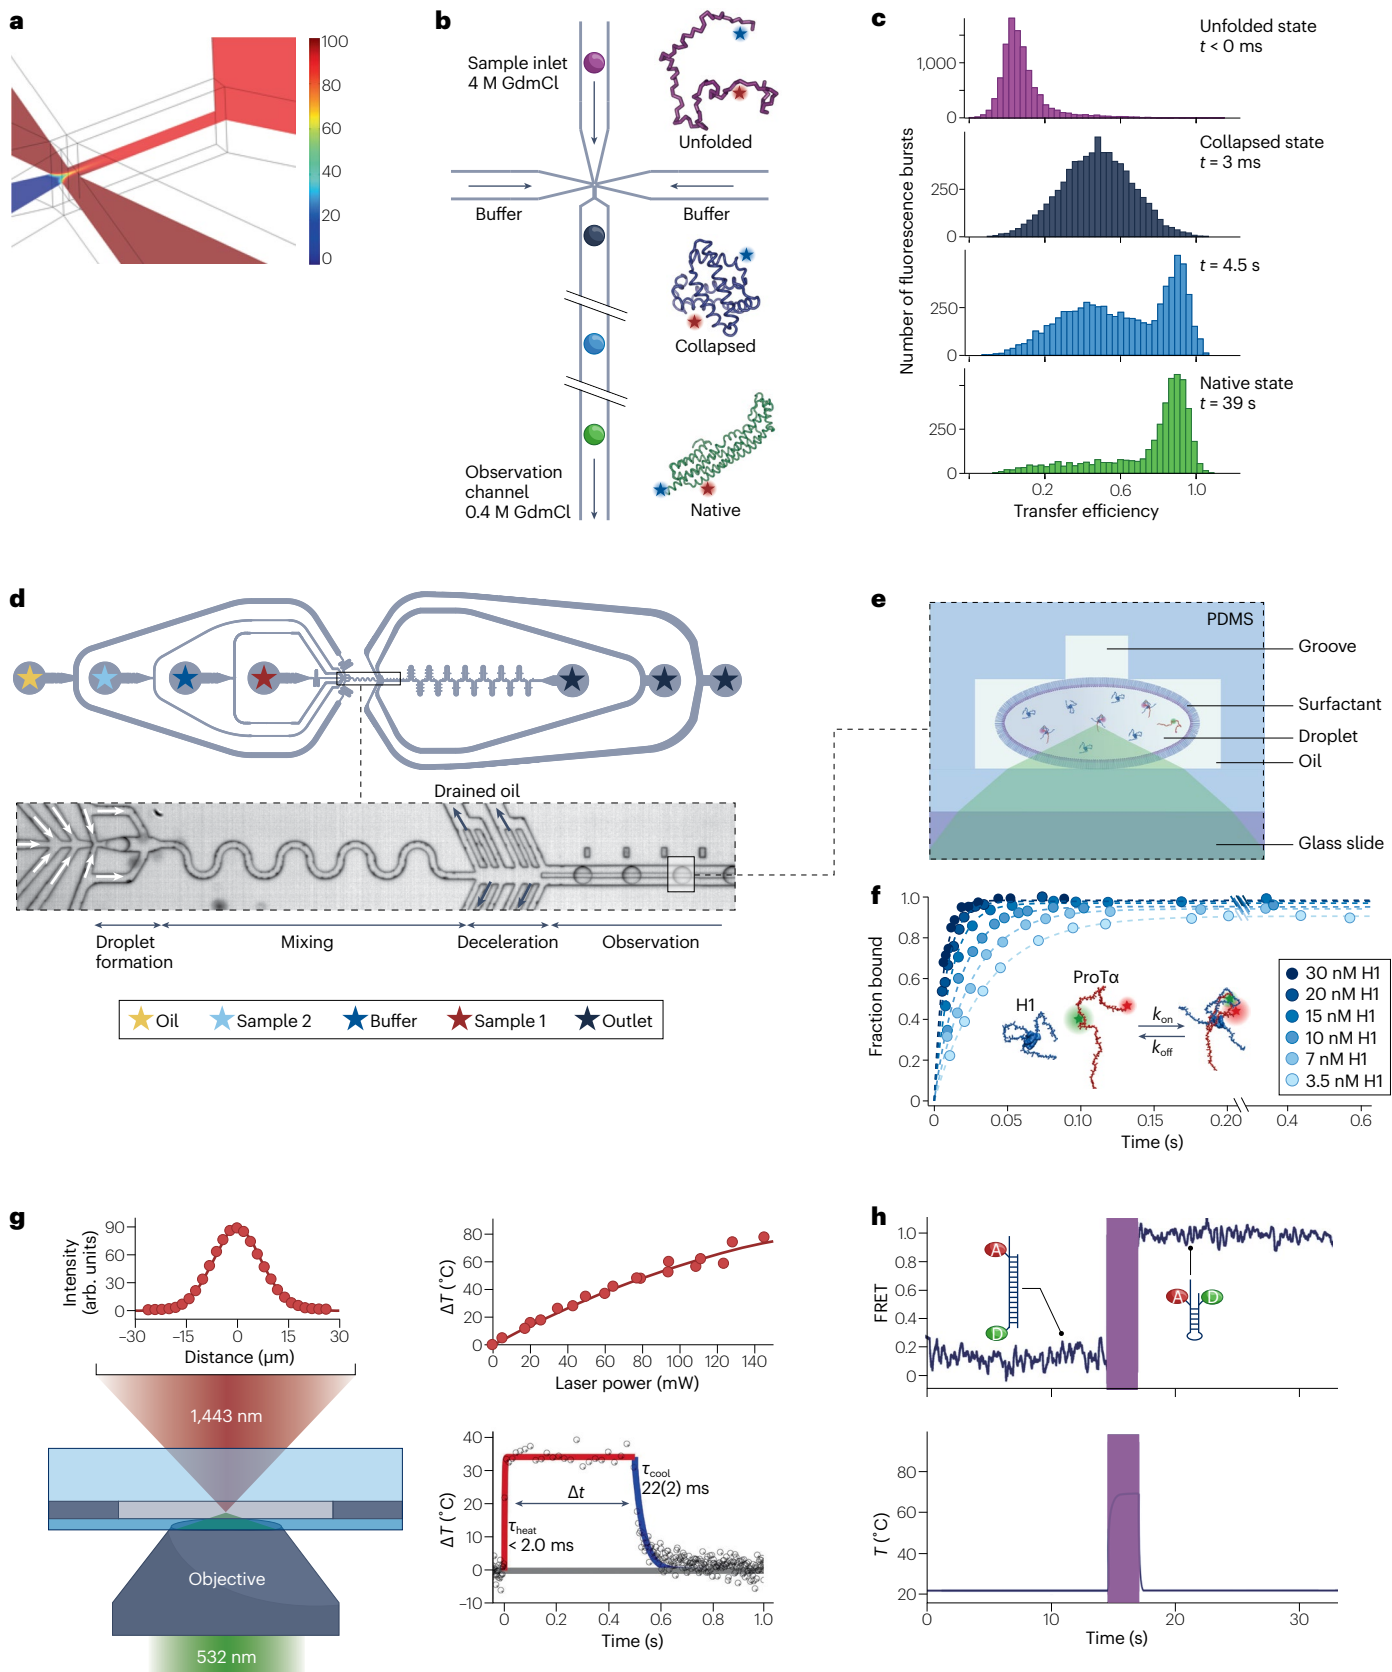 a
100
80
60
40
20
0
b
Sample inlet
4 M GdmCl
Buffer
Buffer
Observation
channel
0.4 M GdmCl
Unfolded
Collapsed
Native
c
Number of fluorescence bursts
Unfolded state
t < 0 ms
1,000
0
Collapsed state
t = 3 ms
250
0
t = 4.5 s
250
0
Native state
t = 39 s
250
0
0.2
0.6
1.0
Transfer efficiency
d
Drained oil
Droplet
formation
Mixing
Deceleration
Observation
Oil
Sample 2
Buffer
Sample 1
Outlet
e
PDMS
Groove
Surfactant
Droplet
Oil
Glass slide
f
Fraction bound
1.0
0.8
0.6
0.4
0.2
0
0
0.05
0.10
0.15
0.20
0.4
0.6
Time (s)
H1
ProTα
kon
koff
30 nM H1
20 nM H1
15 nM H1
10 nM H1
7 nM H1
3.5 nM H1
g
Intensity
(arb. units)
90
60
30
0
–30
–15
0
15
30
Distance (µm)
1,443 nm
Objective
532 nm
ΔT (°C)
80
60
40
20
0
0
20
40
60
80
100
120
140
Laser power (mW)
ΔT (°C)
40
30
20
10
0
–10
τcool
22(2) ms
Δt
τheat
< 2.0 ms
0
0.2
0.4
0.6
0.8
1.0
Time (s)
h
FRET
1.0
0.8
0.6
0.4
0.2
0
A
D
A
D
T (°C)
80
60
40
20
0
10
20
30
Time (s)